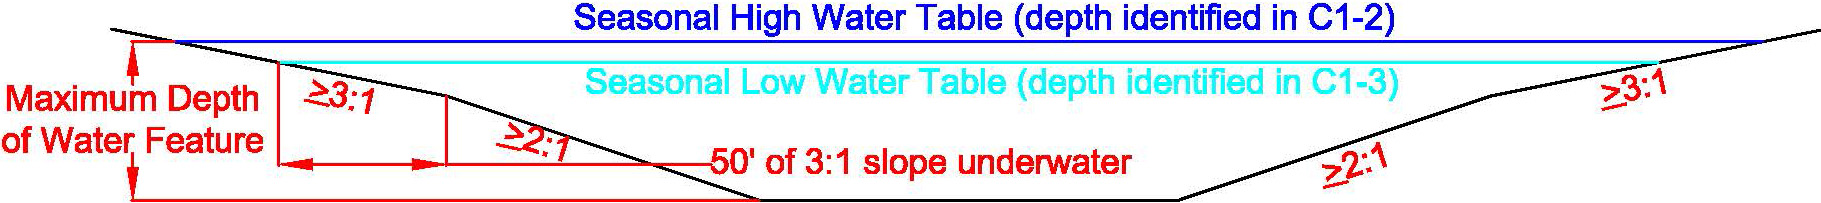 Seasonal High Water Table (depth identified in C1-2)
Seasonal Low Water Table (depth identified in C1-3)
Maximum Depth
of Water Feature
≥3:1
≥2:1
50' of 3:1 slope underwater
≥2:1
≥3:1